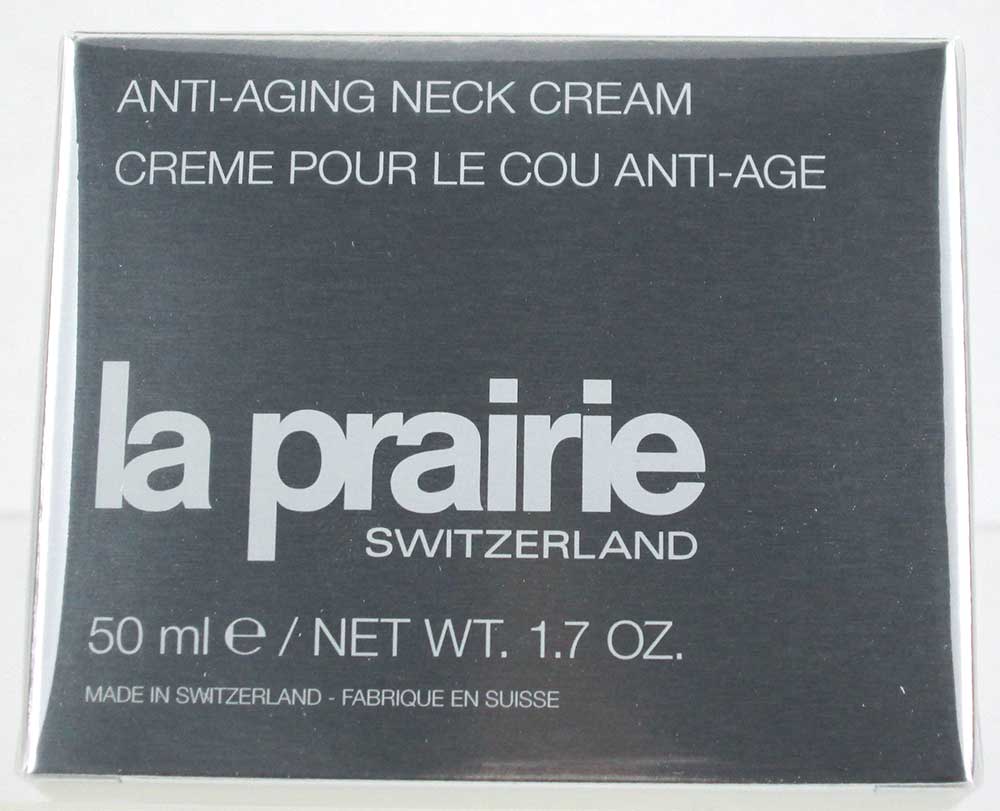 ANTI-AGING NECK CREAM
CREME POUR LE COU ANTI-AGE
la prairie
SWITZERLAND
50 ml ℮ / NET WT. 1.7 OZ.
MADE IN SWITZERLAND - FABRIQUE EN SUISSE